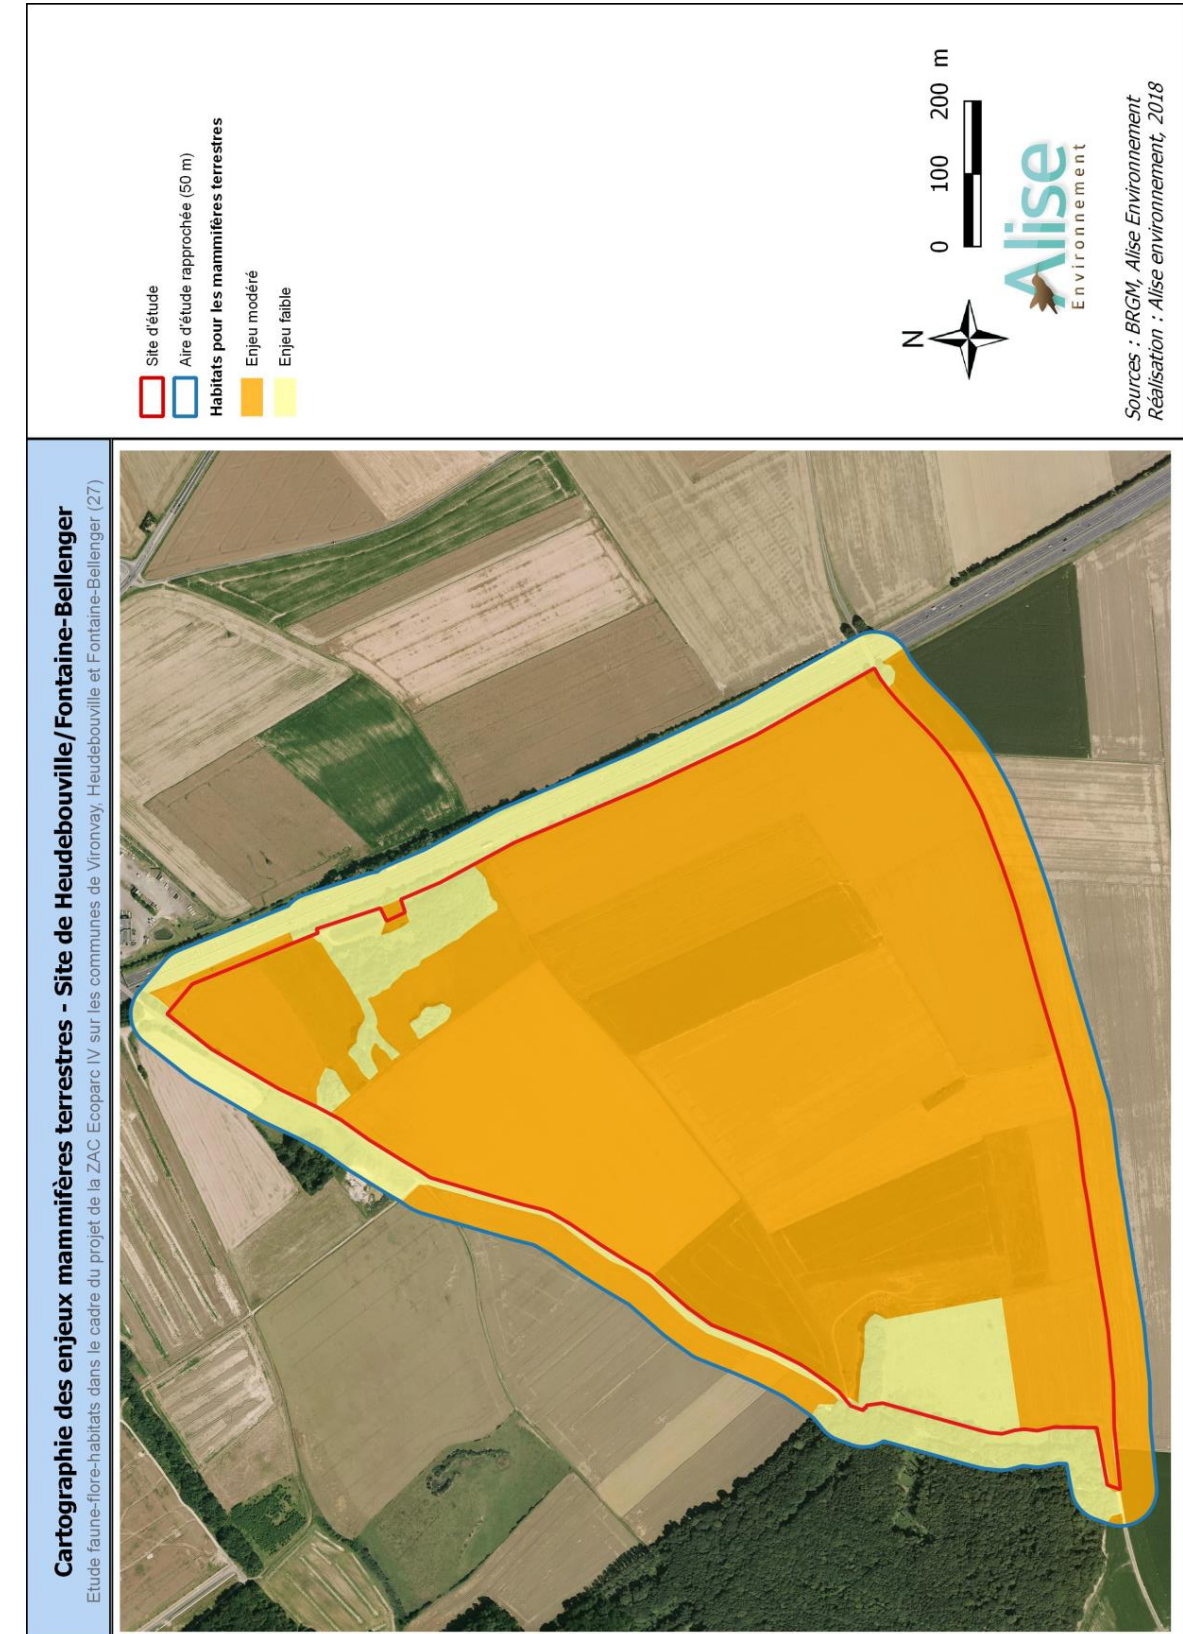 Cartographie des enjeux mammifères terrestres - Site de Heudebouville/Fontaine-Bellenger
Etude faune-flore-habitats dans le cadre du projet de la ZAC Ecoparc IV sur les communes de Vironvay, Heudebouville et Fontaine-Bellenger (27)
Site d'étude
Aire d'étude rapprochée (50 m)
Habitats pour les mammifères terrestres
Enjeu modéré
Enjeu faible
N
0 100 200 m
Alise
Environnement
Sources : BRGM, Alise Environnement
Réalisation : Alise environnement, 2018